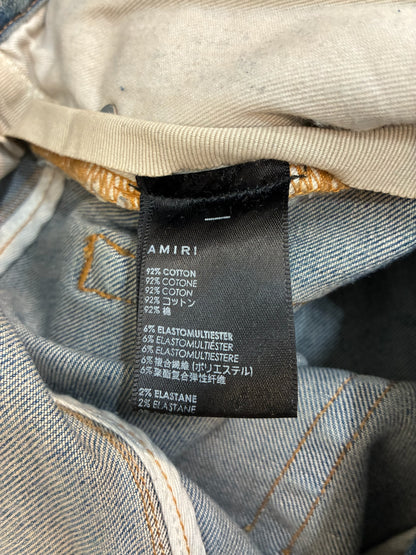 AMIRI
92% COTTON
92% COTONE
92% COTON
92% コットン
92% 棉
6% ELASTOMULTIESTER
6% ELASTOMULTIÉSTER
6% ELASTOMULTIESTERE
6% 複合繊維 (ポリエステル)
6% 聚酯复合弹性纤维
2% ELASTANE
2% ELASTANE